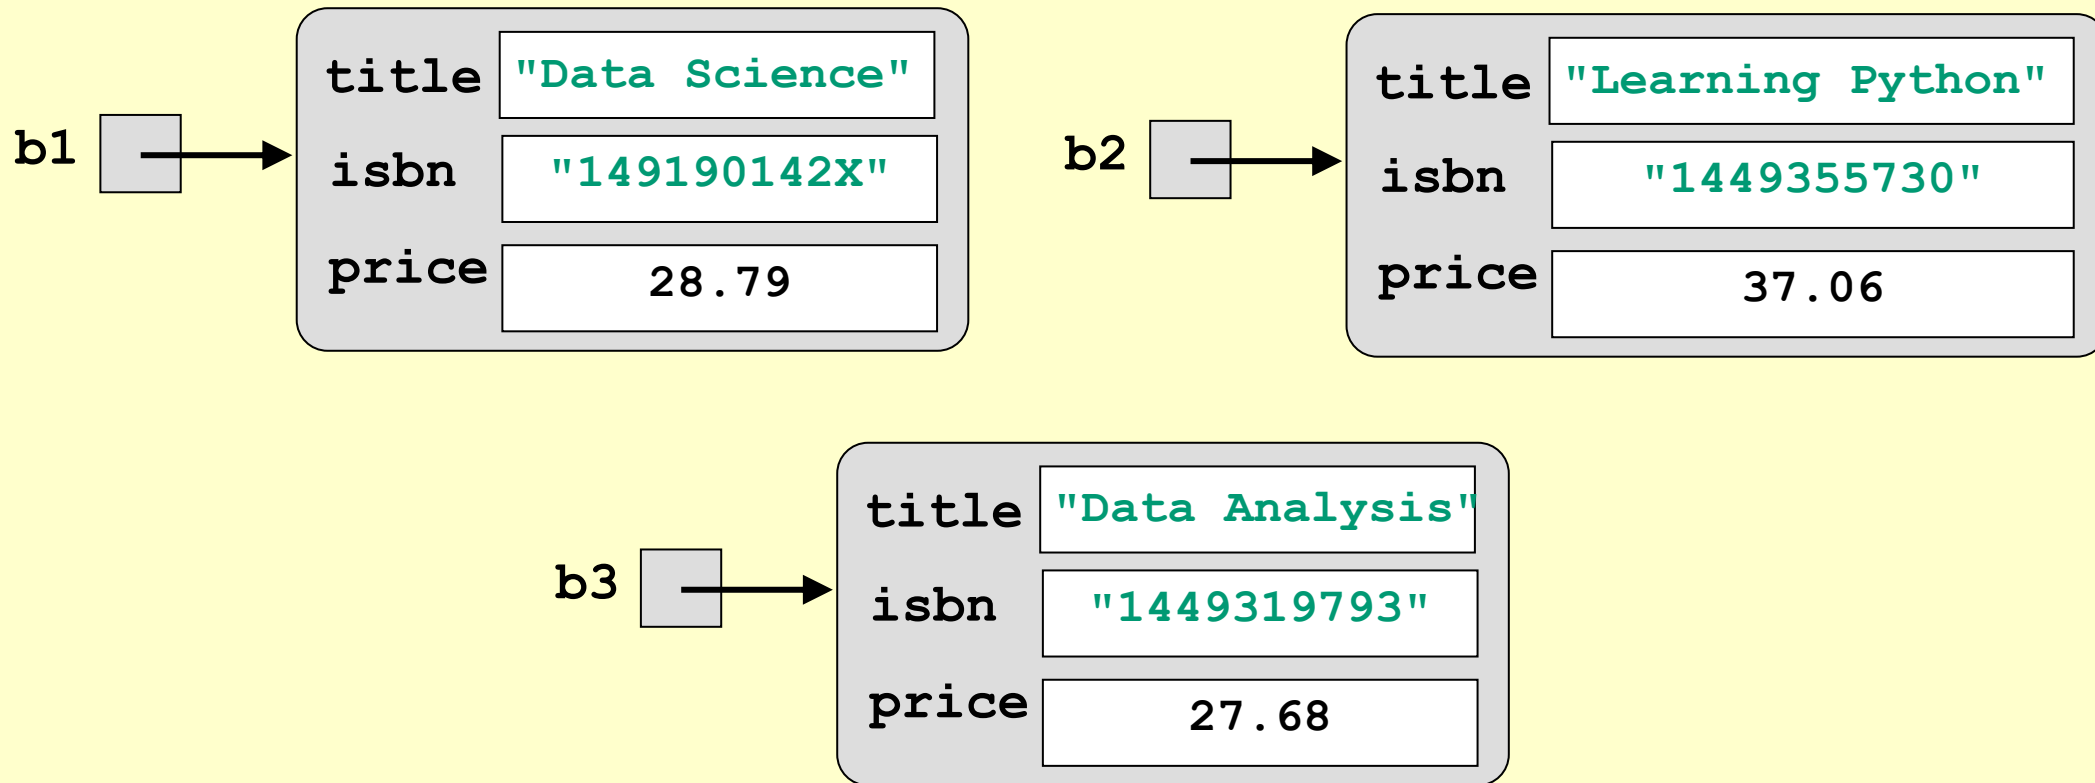 title "Data Science"
b1
isbn "149190142X"
price 28.79
title "Learning Python"
b2
isbn "1449355730"
price 37.06
title "Data Analysis"
b3
isbn "1449319793"
price 27.68